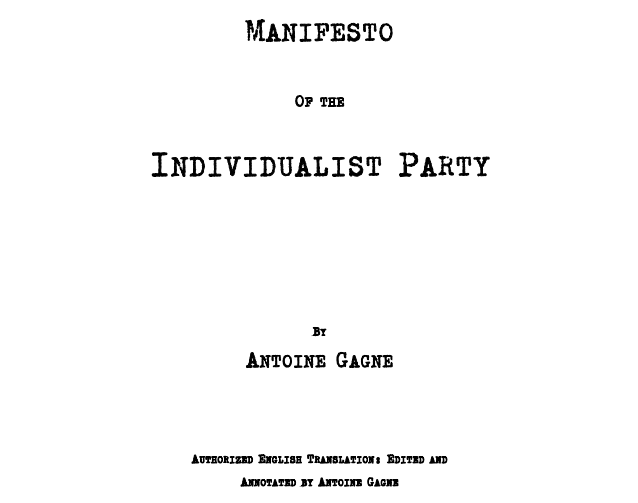 MANIFESTO
OF THE
INDIVIDUALIST PARTY
BY
ANTOINE GAGNE
AUTHORIZED ENGLISH TRANSLATION: EDITED AND
ANNOTATED BY ANTOINE GAGNE